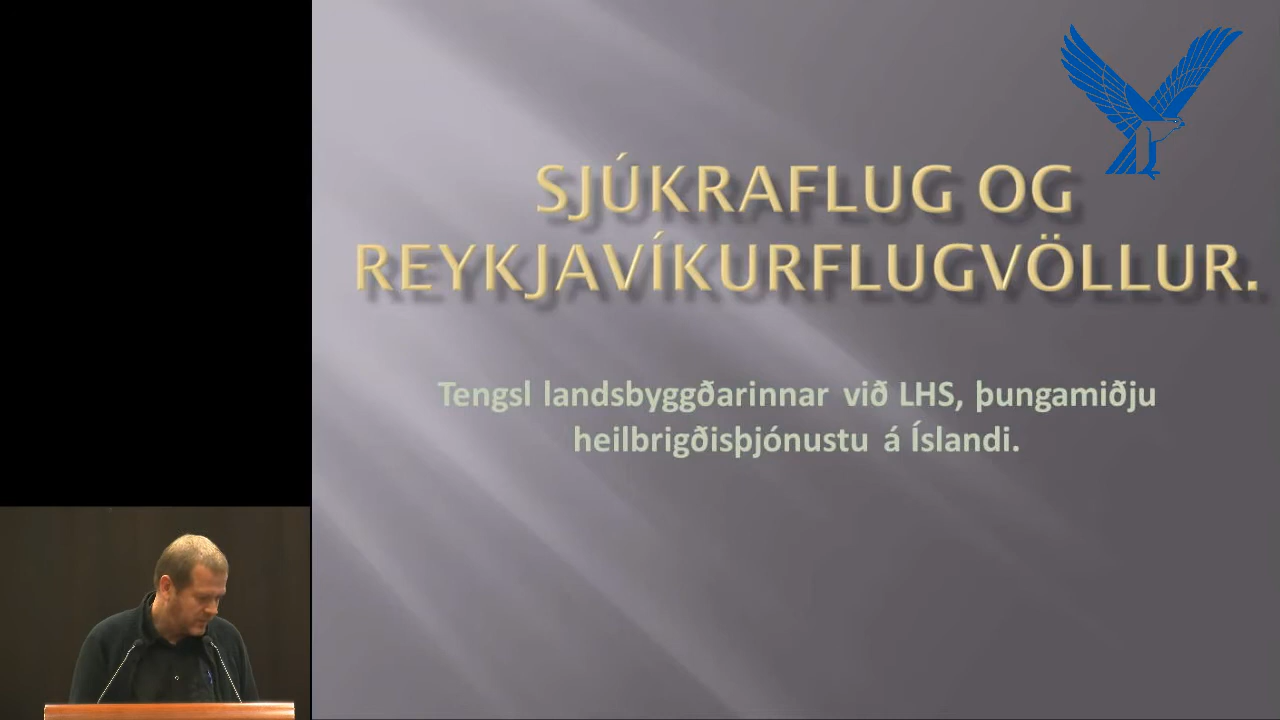 SJÚKRAFLUG OG
REYKJAVÍKURFLUGVÖLLUR.
Tengsl landsbyggðarinnar við LHS, þungamiðju
heilbrigðisþjónustu á Íslandi.